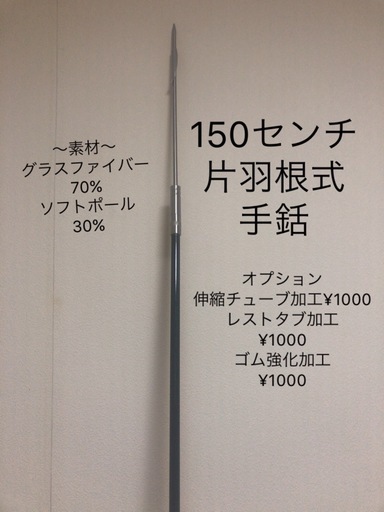 〜素材〜
グラスファイバー
70%
ソフトポール
30%
150センチ
片羽根式
手銛
オプション
伸縮チューブ加工¥1000
レストタブ加工
¥1000
ゴム強化加工
¥1000